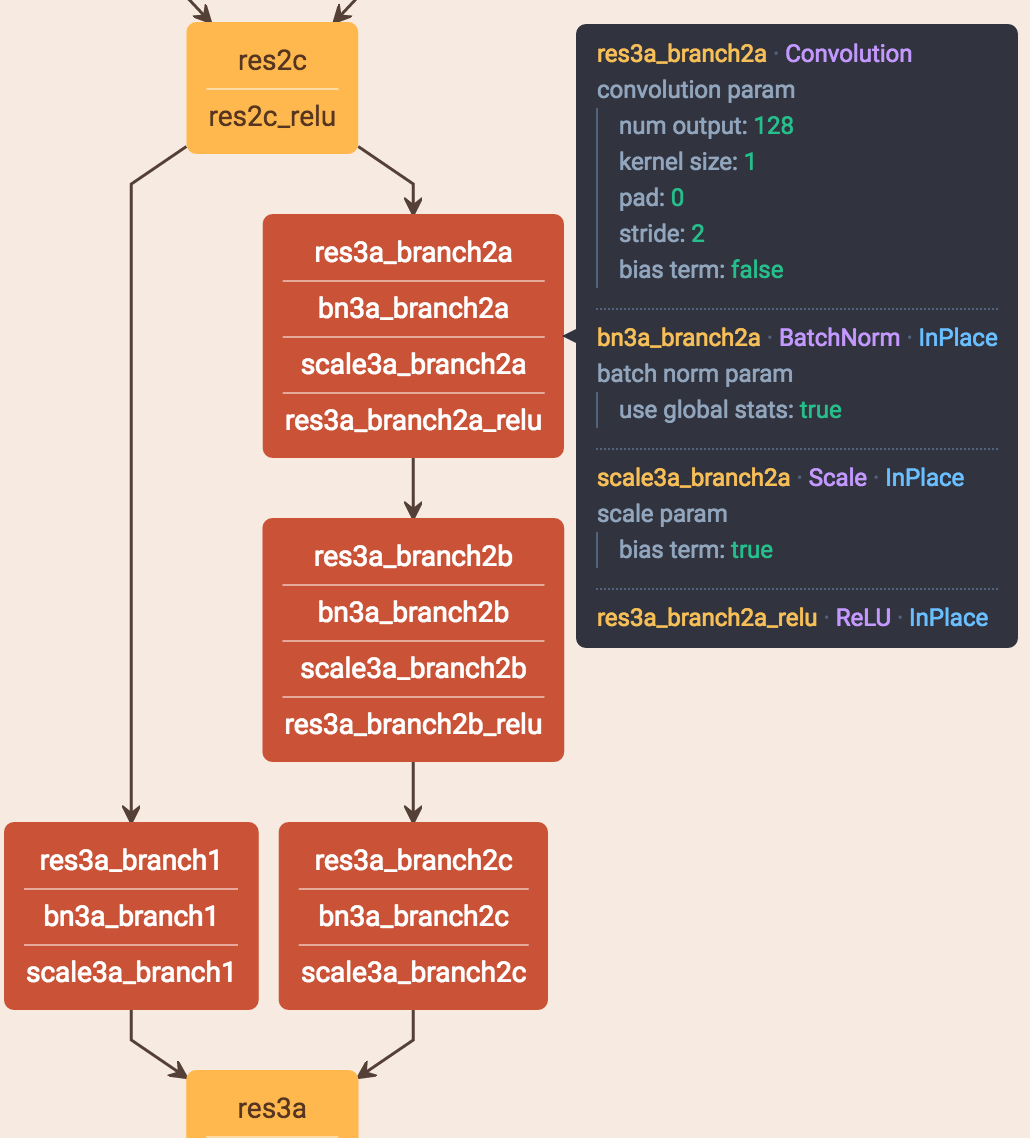 res2c
res2c_relu
res3a_branch2a
bn3a_branch2a
scale3a_branch2a
res3a_branch2a_relu
res3a_branch2b
bn3a_branch2b
scale3a_branch2b
res3a_branch2b_relu
res3a_branch1
bn3a_branch1
scale3a_branch1
res3a_branch2c
bn3a_branch2c
scale3a_branch2c
res3a
res3a_branch2a · Convolution
convolution param
num output: 128
kernel size: 1
pad: 0
stride: 2
bias term: false
bn3a_branch2a · BatchNorm · InPlace
batch norm param
use global stats: true
scale3a_branch2a · Scale · InPlace
scale param
bias term: true
res3a_branch2a_relu · ReLU · InPlace